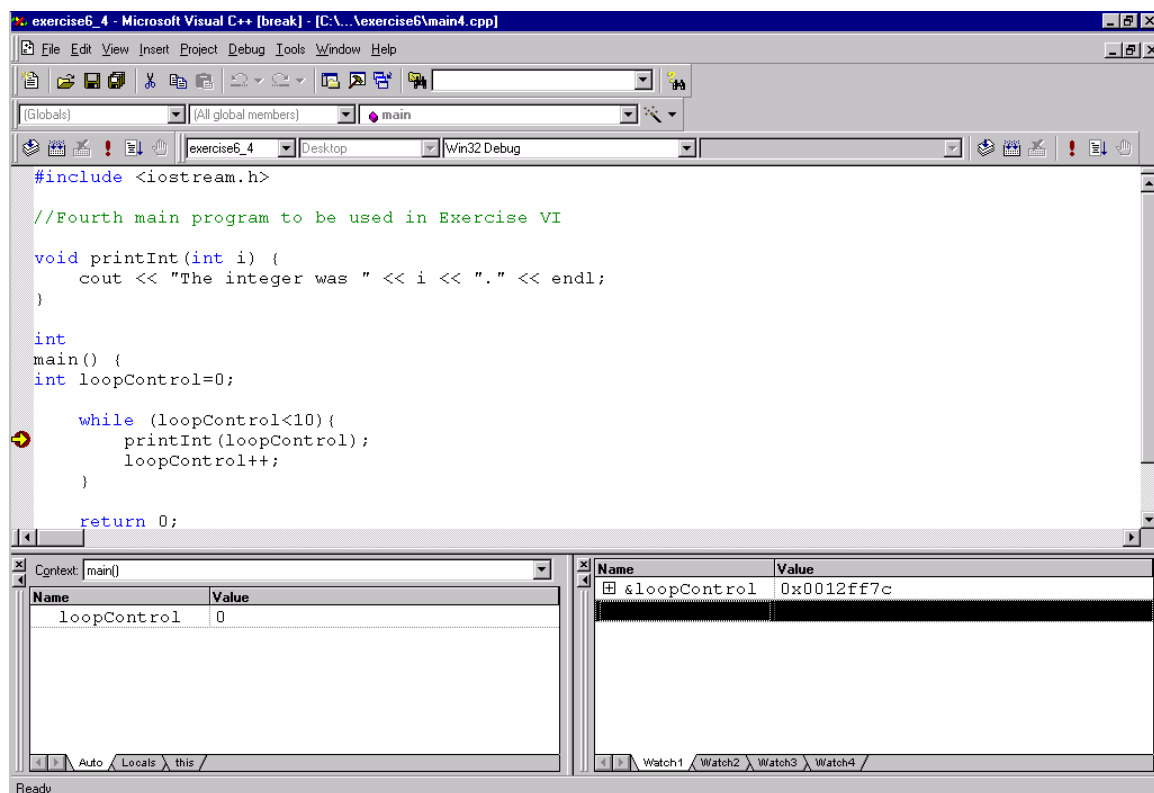 exercise6_4 - Microsoft Visual C++ [break] - [C:\...\exercise6\main4.cpp]
File Edit View Insert Project Debug Tools Window Help
(Globals) (All global members) main
exercise6_4 Desktop Win32 Debug
#include <iostream.h>
//Fourth main program to be used in Exercise VI
void printInt(int i) {
cout << "The integer was " << i << "." << endl;
}
int
main() {
int loopControl=0;
while (loopControl<10){
printInt(loopControl);
loopControl++;
}
return 0;
Context: main()
Name Value
loopControl 0
Auto Locals this
Name Value
&loopControl 0x0012ff7c
Watch1 Watch2 Watch3 Watch4
Ready